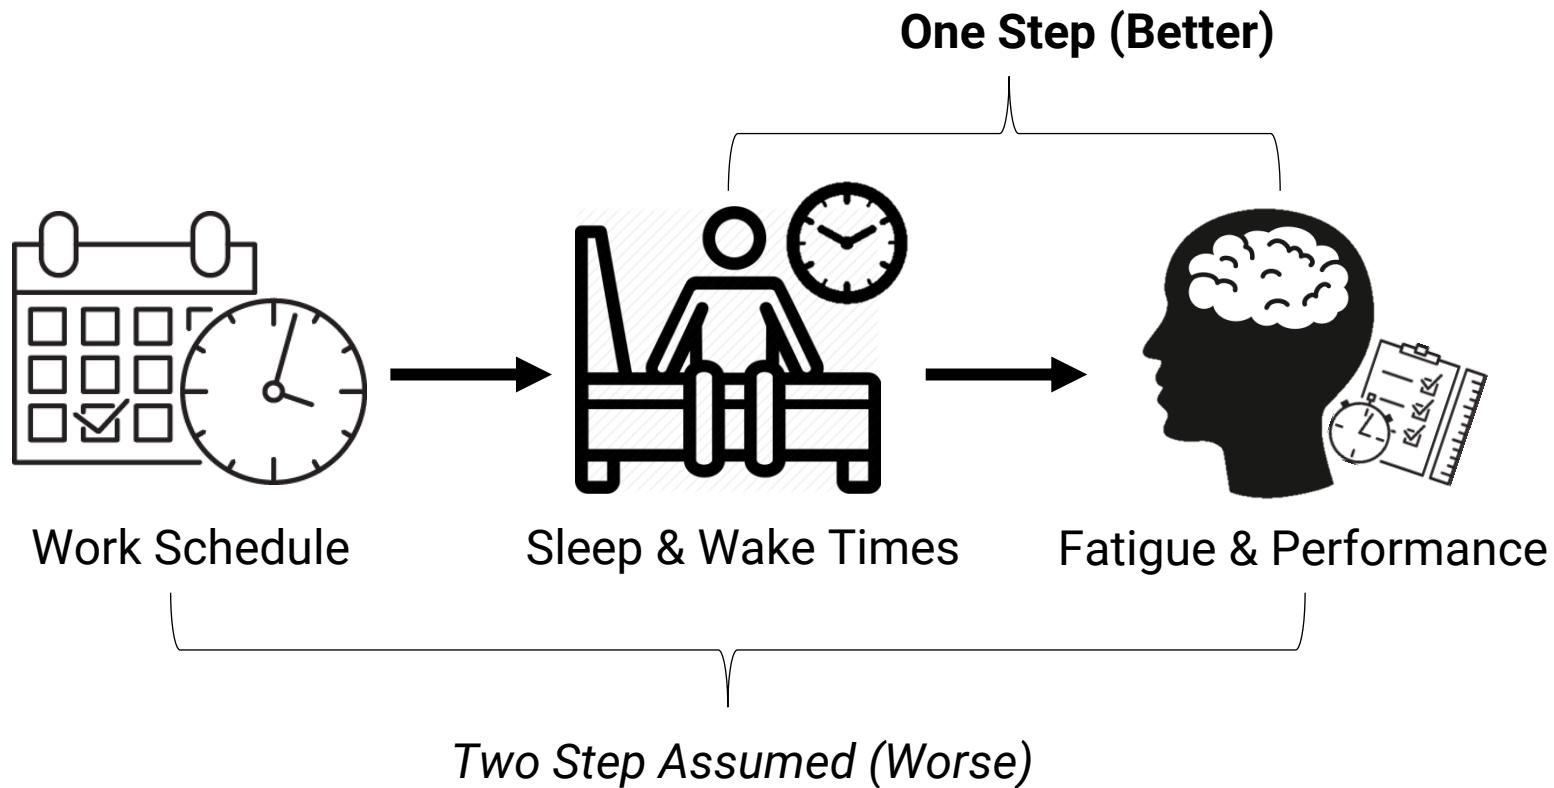 One Step (Better)
Work Schedule
Sleep & Wake Times
Fatigue & Performance
Two Step Assumed (Worse)